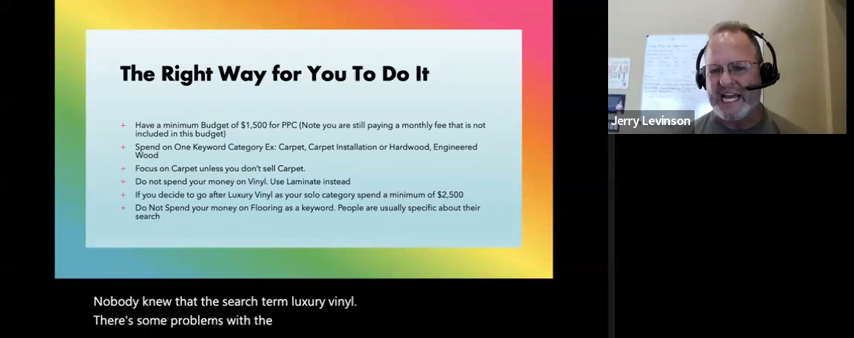 The Right Way for You To Do It
+ Have a minimum Budget of $1,500 for PPC (Note you are still paying a monthly fee that is not
included in this budget)
+ Spend on One Keyword Category Ex: Carpet, Carpet Installation or Hardwood, Engineered
Wood
+ Focus on Carpet unless you don't sell Carpet.
+ Do not spend your money on Vinyl. Use Laminate instead
+ If you decide to go after Luxury Vinyl as your solo category spend a minimum of $2,500
+ Do Not Spend your money on Flooring as a keyword. People are usually specific about their
search
Jerry Levinson
Nobody knew that the search term luxury vinyl.
There's some problems with the